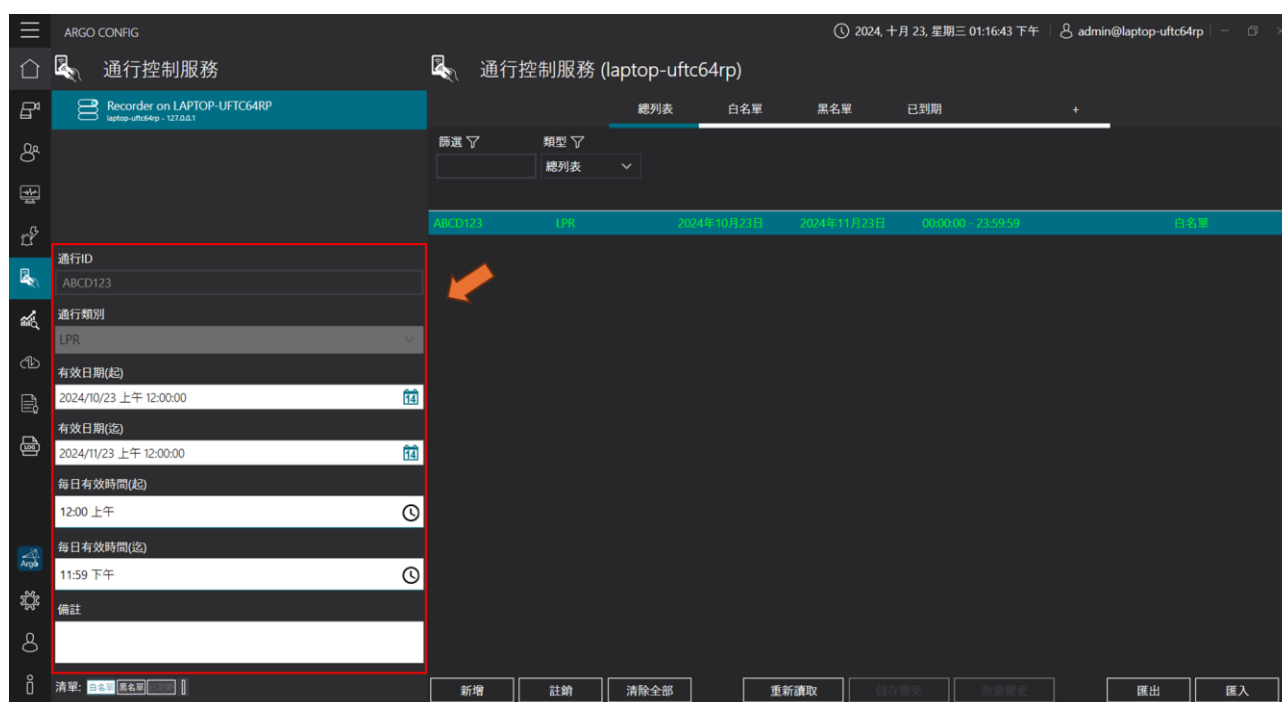 ARGO CONFIG
2024, 十月 23, 星期三 01:16:43 下午
admin@laptop-uftc64rp
通行控制服務
通行控制服務 (laptop-uftc64rp)
Recorder on LAPTOP-UFTC64RP
laptop-uftc64rp - 127.0.0.1
總列表 白名單 黑名單 已到期 +
篩選 類型
總列表
ABCD123 LPR 2024年10月23日 2024年11月23日 00:00:00 - 23:59:59 白名單
通行ID
ABCD123
通行類別
LPR
有效日期(起)
2024/10/23 上午 12:00:00
14
有效日期(迄)
2024/11/23 上午 12:00:00
14
每日有效時間(起)
12:00 上午
每日有效時間(迄)
11:59 下午
備註
LOG
Argo
清單: 白名單 黑名單 已到期
新增 註銷 清除全部 重新讀取 儲存變更 放棄變更 匯出 匯入